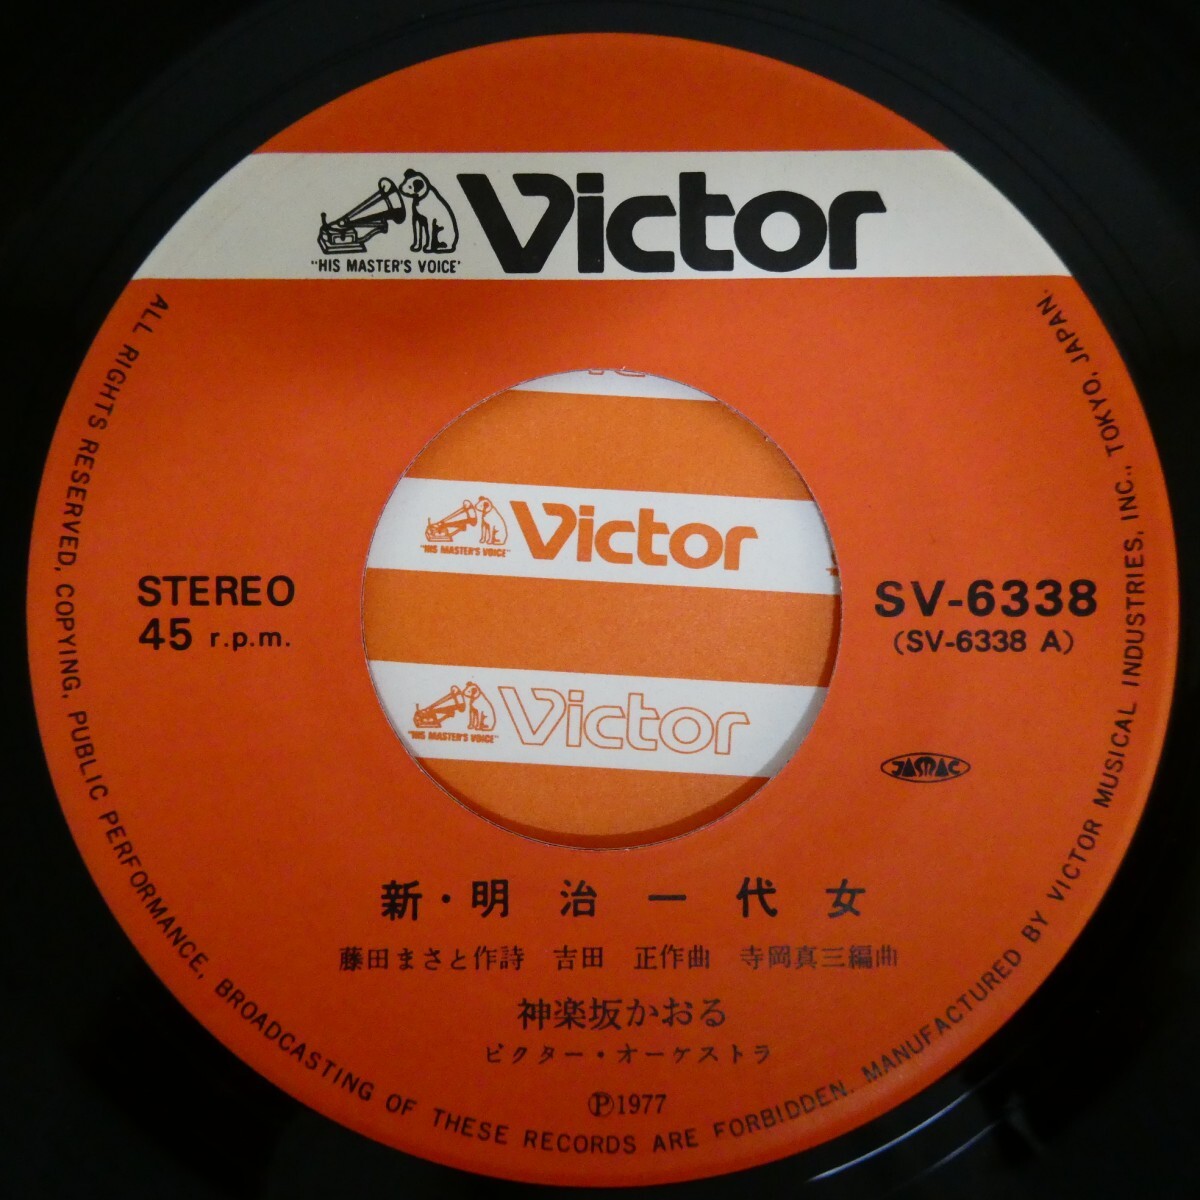 Victor
"HIS MASTER'S VOICE"
Victor
"HIS MASTER'S VOICE"
Victor
"HIS MASTER'S VOICE"
STEREO
45 r.p.m.
SV-6338
(SV-6338 A)
JASRAC
新・明治一代女
藤田まさと作詩 吉田 正作曲 寺岡真三編曲
神楽坂かおる
ビクター・オーケストラ
Ⓟ1977
ALL RIGHTS RESERVED, COPYING, PUBLIC PERFORMANCE, BROADCASTING OF THESE RECORDS ARE FORBIDDEN. MANUFACTURED BY VICTOR MUSICAL INDUSTRIES, INC., TOKYO, JAPAN.